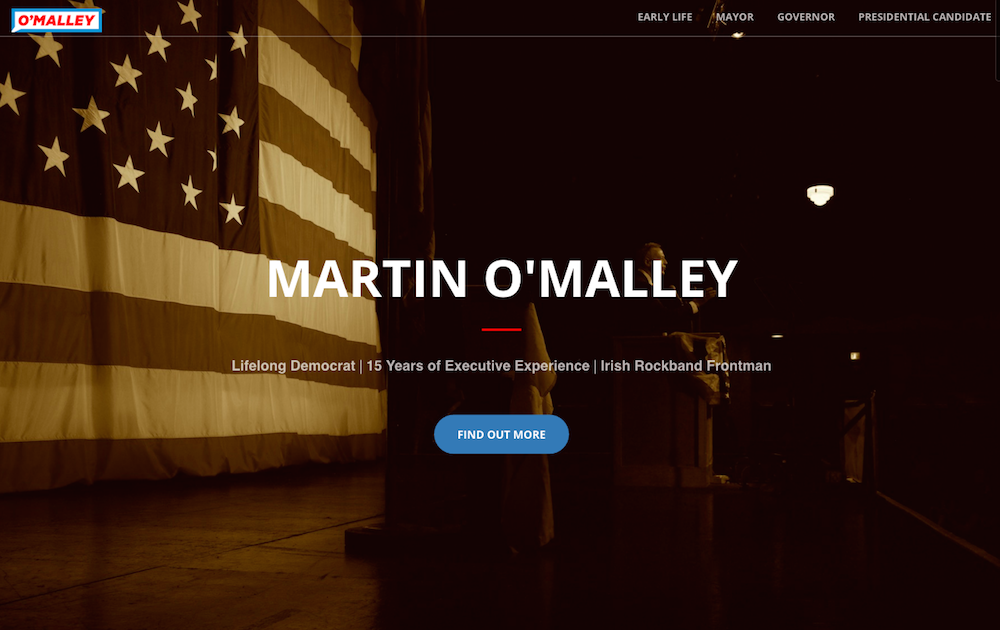 O'MALLEY
EARLY LIFE MAYOR GOVERNOR PRESIDENTIAL CANDIDATE
MARTIN O'MALLEY
Lifelong Democrat | 15 Years of Executive Experience | Irish Rockband Frontman
FIND OUT MORE